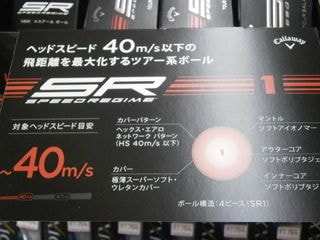 SR
SPEED REGIME
ヘッドスピード 40m/s以下の
飛距離を最大化するツアー系ボール
Callaway
SR
SPEED REGIME
1
対象ヘッドスピード目安
~40m/s
カバーパターン
ヘックス・エアロ
ネットワーク パターン
(HS 40m/s 以下)
カバー
極薄スーパーソフト・
ウレタンカバー
1
マントル
ソフトアイオノマー
アウターコア
ソフトポリブタジエ
インナーコア
ソフトポリブタジ
ボール構造:4ピース(SR1)